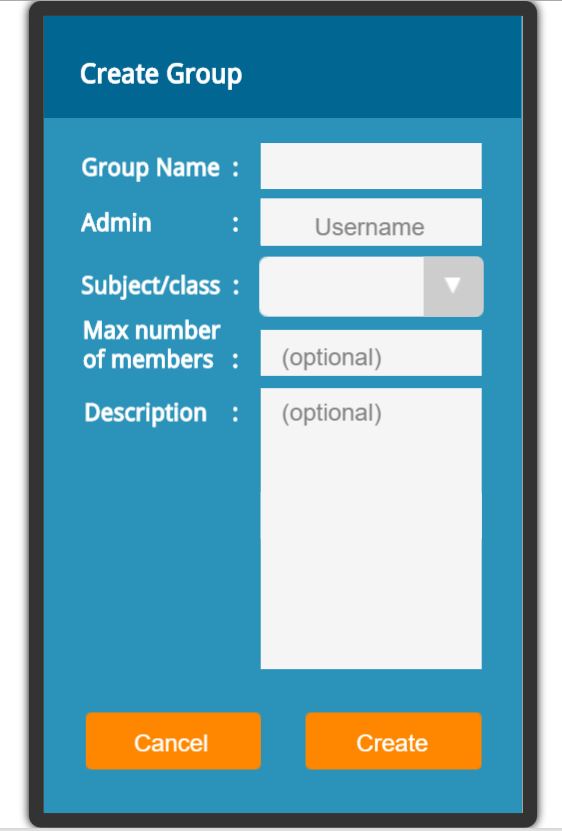 Create Group
Group Name :
Admin : Username
Subject/class : ▼
Max number
of members : (optional)
Description : (optional)
Cancel Create